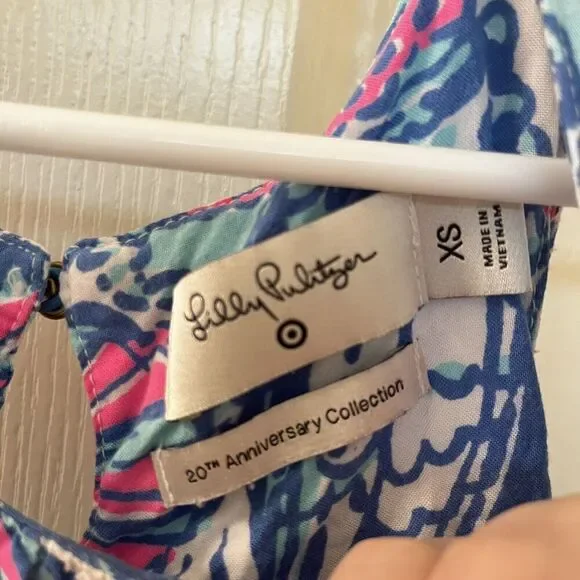 Lilly Pulitzer
20TH Anniversary Collection
XS
MADE IN
VIETNAM